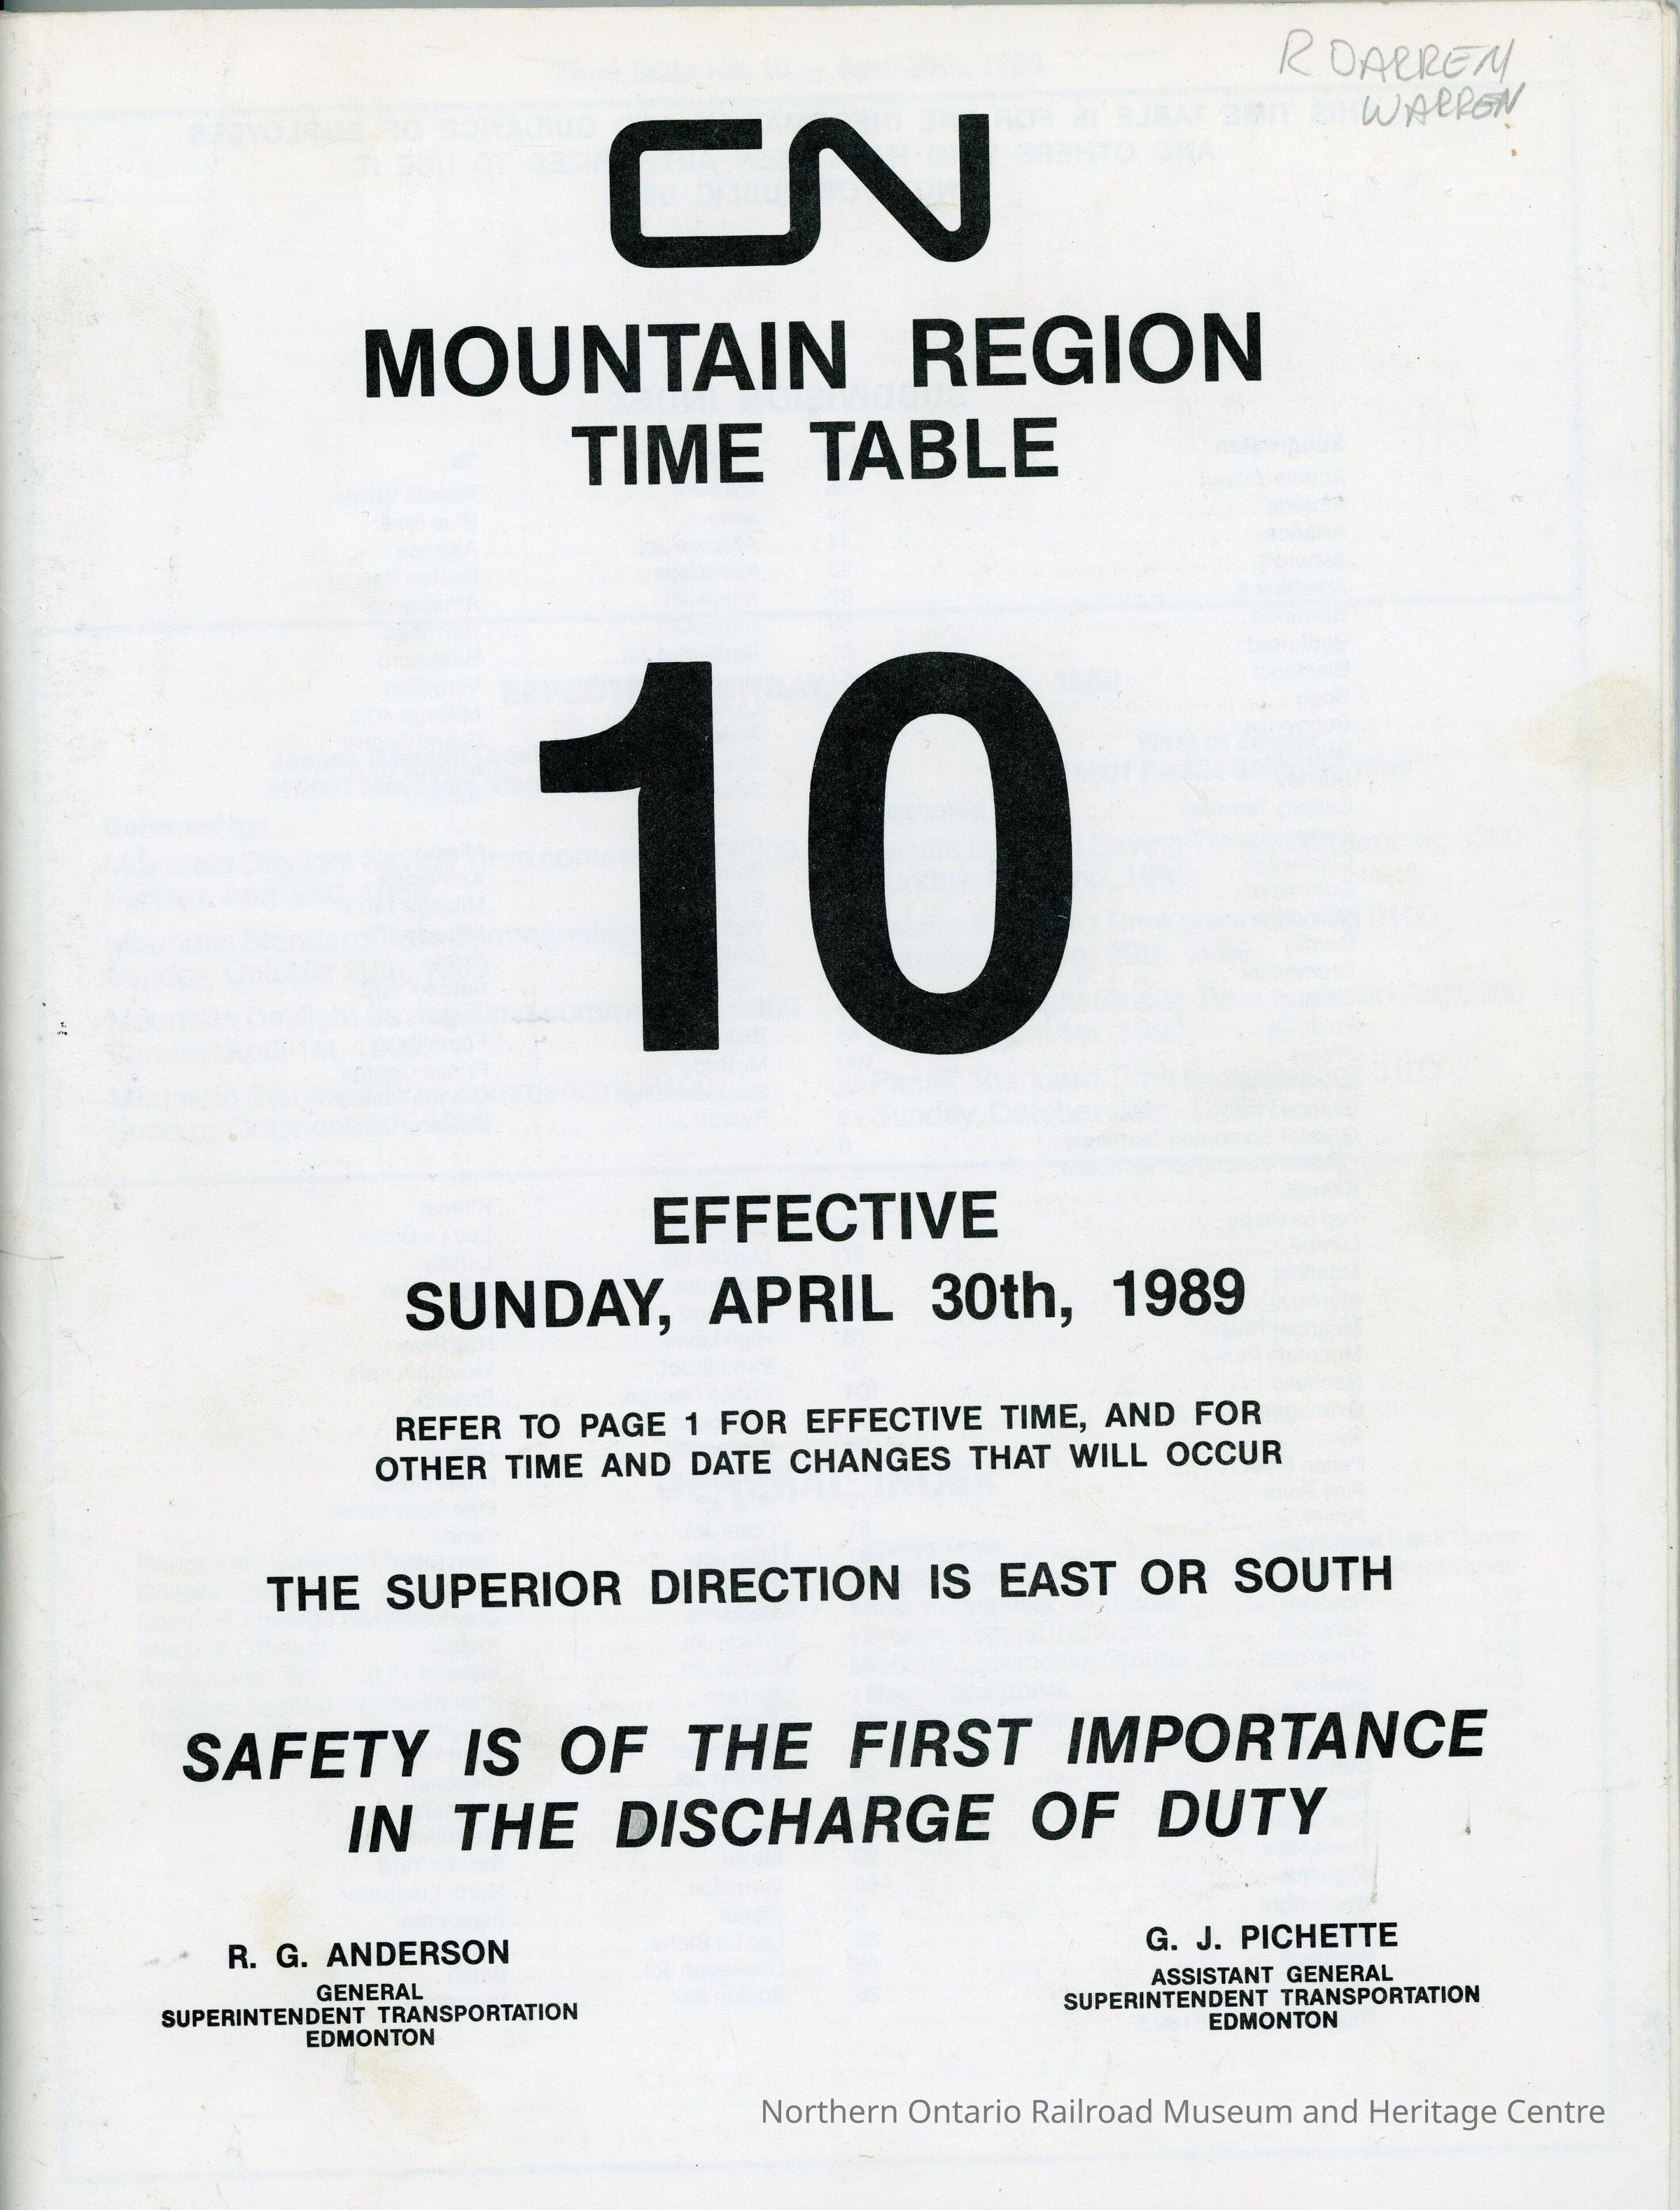 R DARREN
WARREN
CN
MOUNTAIN REGION
TIME TABLE
10
EFFECTIVE
SUNDAY, APRIL 30th, 1989
REFER TO PAGE 1 FOR EFFECTIVE TIME, AND FOR
OTHER TIME AND DATE CHANGES THAT WILL OCCUR
THE SUPERIOR DIRECTION IS EAST OR SOUTH
SAFETY IS OF THE FIRST IMPORTANCE
IN THE DISCHARGE OF DUTY
R. G. ANDERSON
GENERAL
SUPERINTENDENT TRANSPORTATION
EDMONTON
G. J. PICHETTE
ASSISTANT GENERAL
SUPERINTENDENT TRANSPORTATION
EDMONTON
Northern Ontario Railroad Museum and Heritage Centre